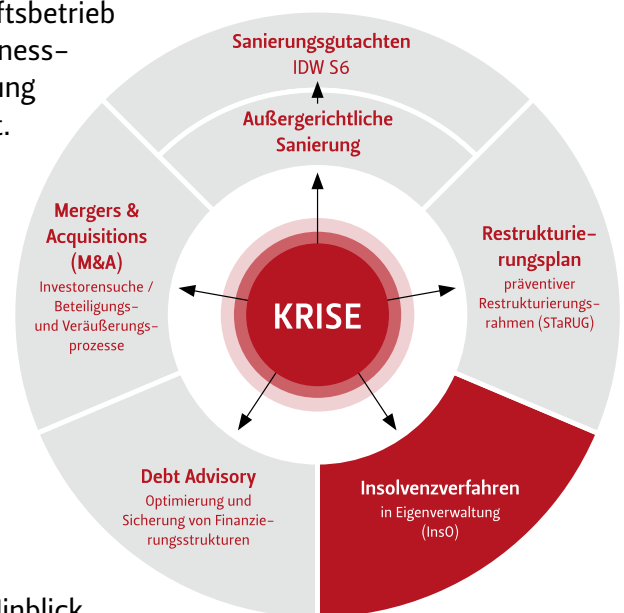 ftsbetrieb
ness-
ung
t.
Sanierungsgutachten
IDW S6
Außergerichtliche
Sanierung
Mergers &
Acquisitions
(M&A)
Investorensuche /
Beteiligungs-
und Veräußerungs-
prozesse
KRISE
Restrukturie-
rungsplan
präventiver
Restrukturierungs-
rahmen (STaRUG)
Debt Advisory
Optimierung und
Sicherung von Finanzie-
rungsstrukturen
Insolvenzverfahren
in Eigenverwaltung
(InsO)
Hinblick